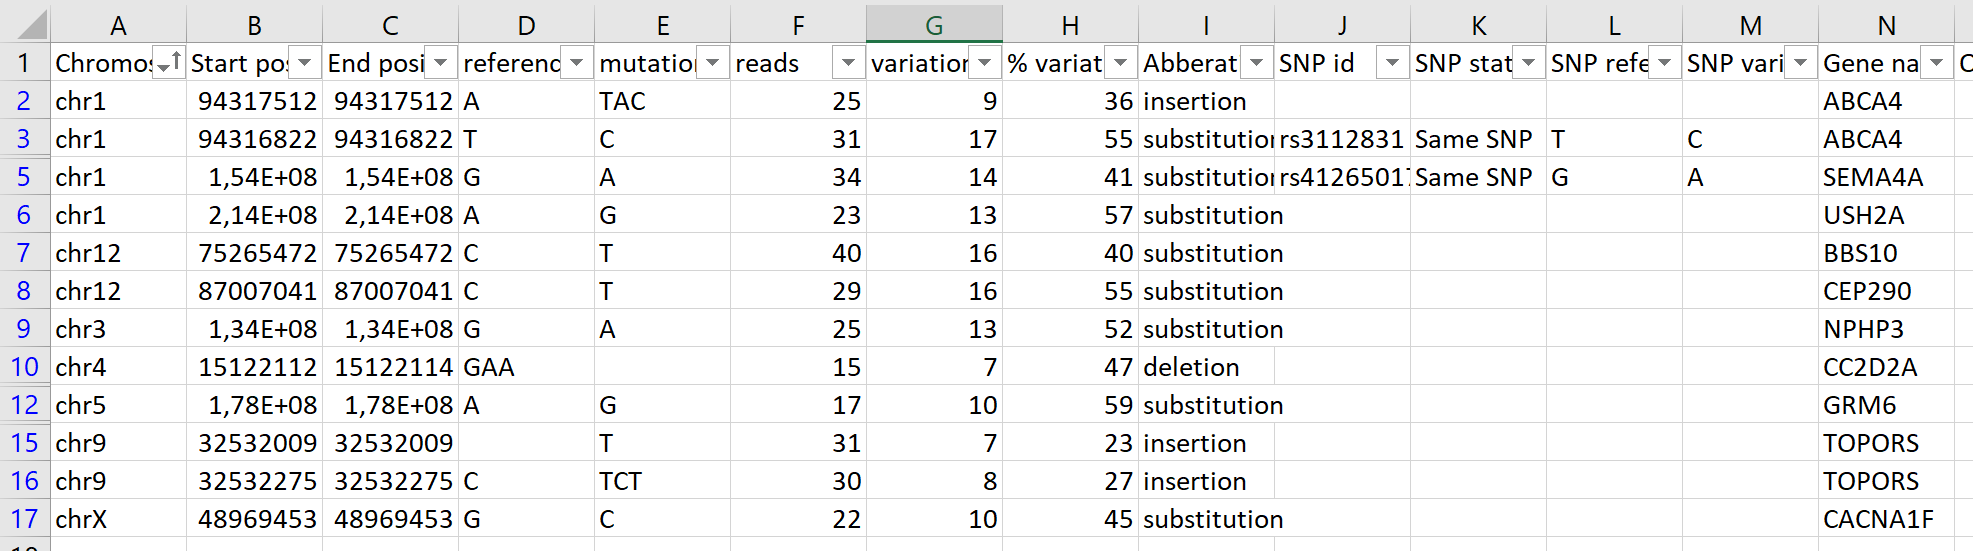 A B C D E F G H I J K L M N
1 Chromos Start pos End posi referenc mutation reads variation % variat Abberat SNP id SNP stat SNP refe SNP vari Gene na
2 chr1 94317512 94317512 A TAC 25 9 36 insertion ABCA4
3 chr1 94316822 94316822 T C 31 17 55 substitution rs3112831 Same SNP T C ABCA4
5 chr1 1,54E+08 1,54E+08 G A 34 14 41 substitution rs41265017 Same SNP G A SEMA4A
6 chr1 2,14E+08 2,14E+08 A G 23 13 57 substitution USH2A
7 chr12 75265472 75265472 C T 40 16 40 substitution BBS10
8 chr12 87007041 87007041 C T 29 16 55 substitution CEP290
9 chr3 1,34E+08 1,34E+08 G A 25 13 52 substitution NPHP3
10 chr4 15122112 15122114 GAA 15 7 47 deletion CC2D2A
12 chr5 1,78E+08 1,78E+08 A G 17 10 59 substitution GRM6
15 chr9 32532009 32532009 T 31 7 23 insertion TOPORS
16 chr9 32532275 32532275 C TCT 30 8 27 insertion TOPORS
17 chrX 48969453 48969453 G C 22 10 45 substitution CACNA1F